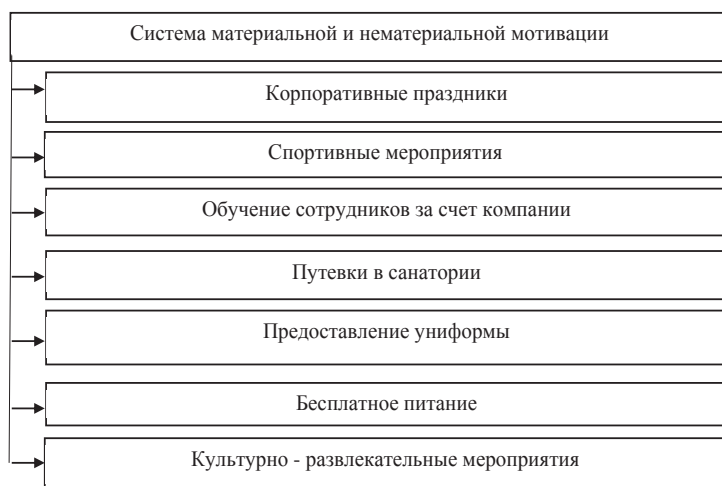 Система материальной и нематериальной мотивации
Корпоративные праздники
Спортивные мероприятия
Обучение сотрудников за счет компании
Путевки в санатории
Предоставление униформы
Бесплатное питание
Культурно - развлекательные мероприятия